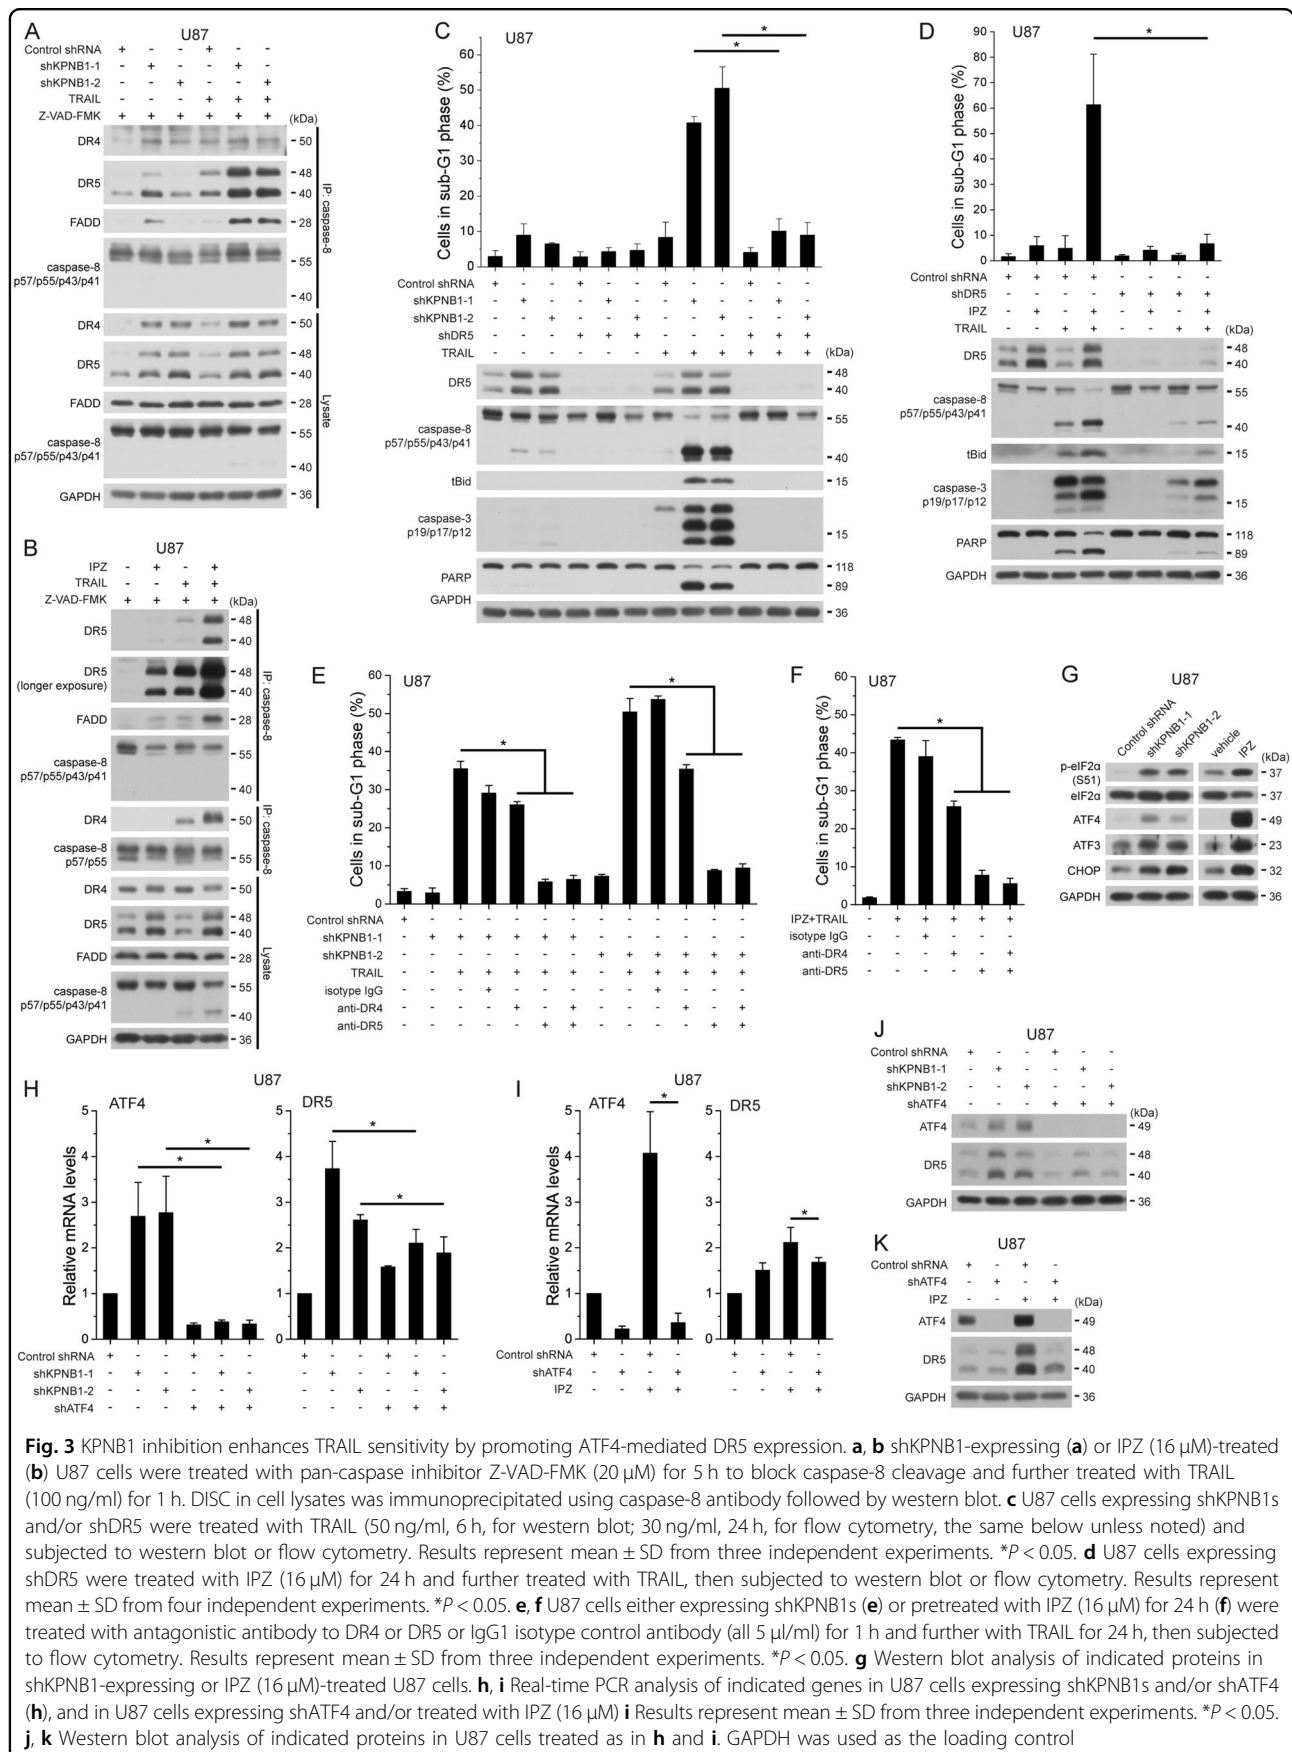 A
U87
Control shRNA + - - + - -
shKPNB1-1 - + - - + -
shKPNB1-2 - - + - - +
TRAIL - - - + + +
Z-VAD-FMK + + + + + + (kDa)
DR4 - 50
DR5 - 48
- 40
FADD - 28
caspase-8 - 55
p57/p55/p43/p41
- 40
IP: caspase-8
DR4 - 50
DR5 - 48
- 40
FADD - 28
caspase-8 - 55
p57/p55/p43/p41
- 40
GAPDH - 36
Lysate
B
U87
IPZ - + - +
TRAIL - - + +
Z-VAD-FMK + + + + (kDa)
DR5 - 48
- 40
DR5 - 48
(longer exposure) - 40
FADD - 28
caspase-8 - 55
p57/p55/p43/p41
- 40
IP: caspase-8
DR4 - 50
caspase-8
p57/p55 - 55
IP: caspase-8
DR4 - 50
DR5 - 48
- 40
FADD - 28
caspase-8 - 55
p57/p55/p43/p41
- 40
GAPDH - 36
Lysate
C
U87
Cells in sub-G1 phase (%)
60
50
40
30
20
10
0
*
*
Control shRNA + - - + - - + - - + - -
shKPNB1-1 - + - - + - - + - - + -
shKPNB1-2 - - + - - + - - + - - +
shDR5 - - - + + + - - - + + +
TRAIL - - - - - - + + + + + + (kDa)
DR5 - 48
- 40
caspase-8 - 55
p57/p55/p43/p41
- 40
tBid - 15
caspase-3
p19/p17/p12 - 15
PARP - 118
- 89
GAPDH - 36
D
U87
Cells in sub-G1 phase (%)
90
80
70
60
50
40
30
20
10
0
*
Control shRNA + + + + - - - -
shDR5 - - - - + + + +
IPZ - + - + - + - +
TRAIL - - + + - - + + (kDa)
DR5 - 48
- 40
caspase-8 - 55
p57/p55/p43/p41
- 40
tBid - 15
caspase-3
p19/p17/p12 - 15
PARP - 118
- 89
GAPDH - 36
E
U87
Cells in sub-G1 phase (%)
60
50
40
30
20
10
0
*
*
Control shRNA + - - - - - - - - - - - -
shKPNB1-1 - + + + + + + - - - - - -
shKPNB1-2 - - - - - - - + + + + + +
TRAIL - - + + + + + - + + + + +
isotype IgG - - - + - - - - - + - - -
anti-DR4 - - - - + - + - - - + - +
anti-DR5 - - - - - + + - - - - + +
F
U87
Cells in sub-G1 phase (%)
60
50
40
30
20
10
0
*
IPZ+TRAIL - + + + + +
isotype IgG - - + - - -
anti-DR4 - - - + - +
anti-DR5 - - - - + +
G
U87
Control shRNA
shKPNB1-1
shKPNB1-2
vehicle
IPZ
(kDa)
p-eIF2α
(S51) - 37
eIF2α - 37
ATF4 - 49
ATF3 - 23
CHOP - 32
GAPDH - 36
H
U87
ATF4
DR5
Relative mRNA levels
5
4
3
2
1
0
*
*
5
4
3
2
1
0
*
*
Control shRNA + - - + - - + - - + - -
shKPNB1-1 - + - - + - - + - - + -
shKPNB1-2 - - + - - + - - + - - +
shATF4 - - - + + + - - - + + +
I
U87
ATF4
DR5
Relative mRNA levels
5
4
3
2
1
0
*
5
4
3
2
1
0
*
Control shRNA + - + - + - + -
shATF4 - + - + - + - +
IPZ - - + + - - + +
J
U87
Control shRNA + - - + - -
shKPNB1-1 - + - - + -
shKPNB1-2 - - + - - +
shATF4 - - - + + +
(kDa)
ATF4 - 49
DR5 - 48
- 40
GAPDH - 36
K
U87
Control shRNA + - + -
shATF4 - + - +
IPZ - - + + (kDa)
ATF4 - 49
DR5 - 48
- 40
GAPDH - 36
Fig. 3 KPNB1 inhibition enhances TRAIL sensitivity by promoting ATF4-mediated DR5 expression. a, b shKPNB1-expressing (a) or IPZ (16 μM)-treated
(b) U87 cells were treated with pan-caspase inhibitor Z-VAD-FMK (20 μM) for 5 h to block caspase-8 cleavage and further treated with TRAIL
(100 ng/ml) for 1 h. DISC in cell lysates was immunoprecipitated using caspase-8 antibody followed by western blot. c U87 cells expressing shKPNB1s
and/or shDR5 were treated with TRAIL (50 ng/ml, 6 h, for western blot; 30 ng/ml, 24 h, for flow cytometry, the same below unless noted) and
subjected to western blot or flow cytometry. Results represent mean ± SD from three independent experiments. *P < 0.05. d U87 cells expressing
shDR5 were treated with IPZ (16 μM) for 24 h and further treated with TRAIL, then subjected to western blot or flow cytometry. Results represent
mean ± SD from four independent experiments. *P < 0.05. e, f U87 cells either expressing shKPNB1s (e) or pretreated with IPZ (16 μM) for 24 h (f) were
treated with antagonistic antibody to DR4 or DR5 or IgG1 isotype control antibody (all 5 μl/ml) for 1 h and further with TRAIL for 24 h, then subjected
to flow cytometry. Results represent mean ± SD from three independent experiments. *P < 0.05. g Western blot analysis of indicated proteins in
shKPNB1-expressing or IPZ (16 μM)-treated U87 cells. h, i Real-time PCR analysis of indicated genes in U87 cells expressing shKPNB1s and/or shATF4
(h), and in U87 cells expressing shATF4 and/or treated with IPZ (16 μM) i Results represent mean ± SD from three independent experiments. *P < 0.05.
j, k Western blot analysis of indicated proteins in U87 cells treated as in h and i. GAPDH was used as the loading control